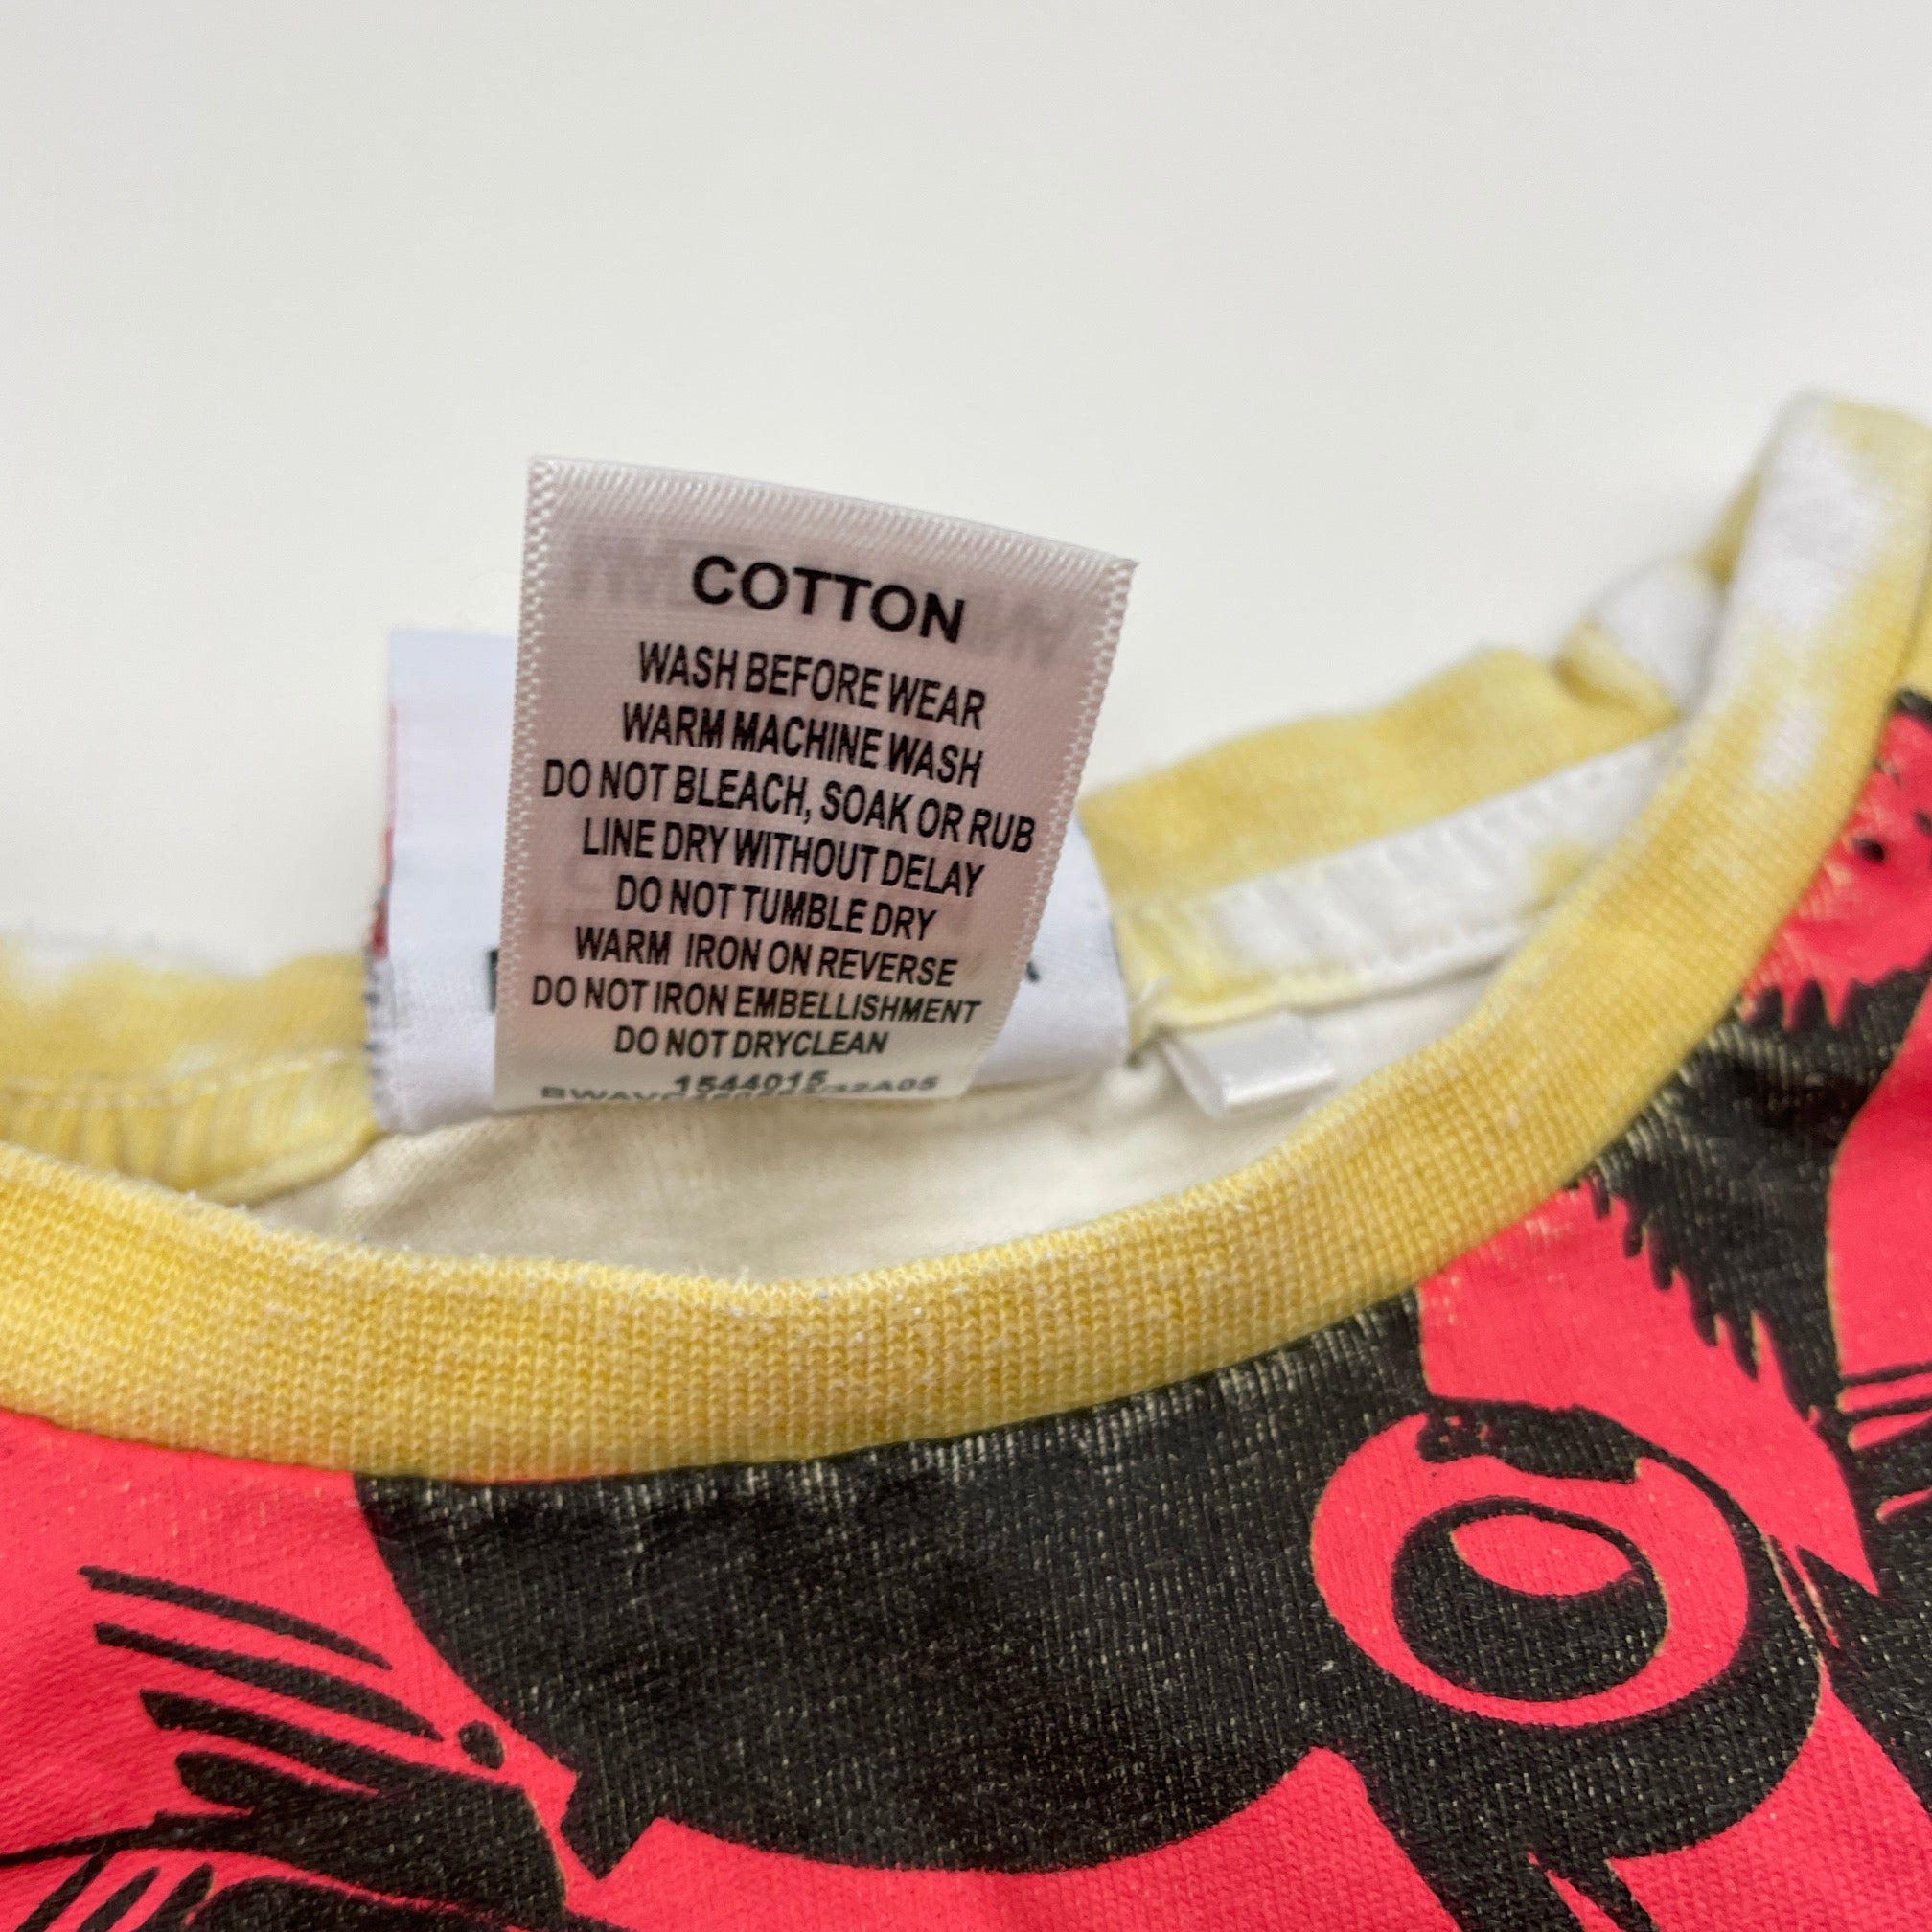 COTTON
WASH BEFORE WEAR
WARM MACHINE WASH
DO NOT BLEACH, SOAK OR RUB
LINE DRY WITHOUT DELAY
DO NOT TUMBLE DRY
WARM IRON ON REVERSE
DO NOT IRON EMBELLISHMENT
DO NOT DRYCLEAN
1544015